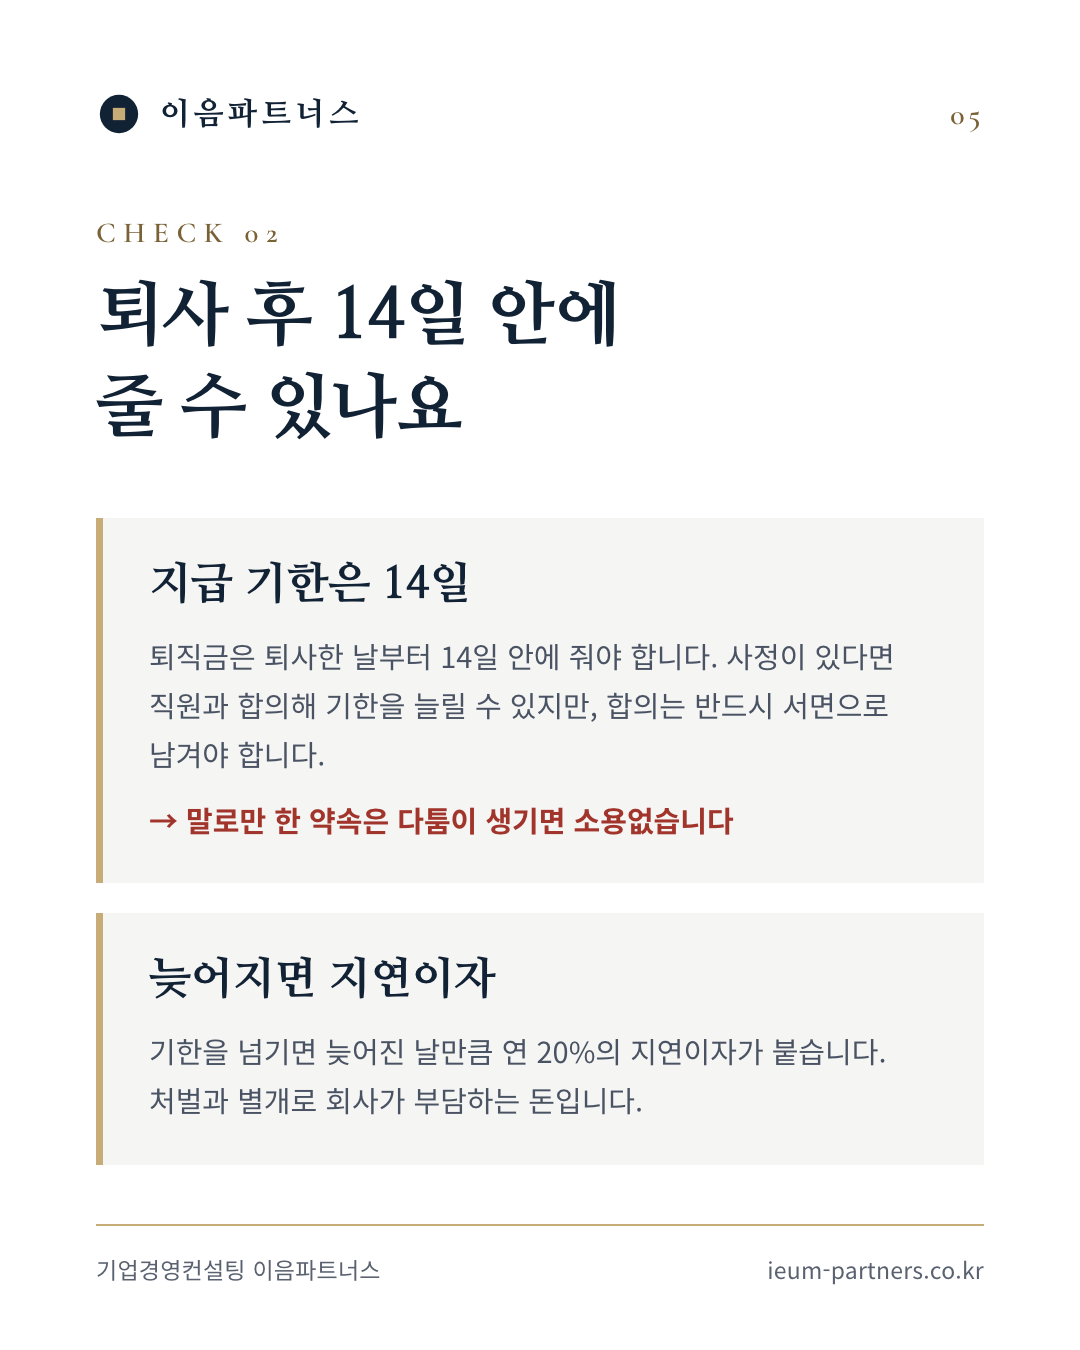 이음파트너스
05
CHECK 02
퇴사 후 14일 안에
줄 수 있나요
지급 기한은 14일
퇴직금은 퇴사한 날부터 14일 안에 줘야 합니다. 사정이 있다면
직원과 합의해 기한을 늘릴 수 있지만, 합의는 반드시 서면으로
남겨야 합니다.
→ 말로만 한 약속은 다툼이 생기면 소용없습니다
늦어지면 지연이자
기한을 넘기면 늦어진 날만큼 연 20%의 지연이자가 붙습니다.
처벌과 별개로 회사가 부담하는 돈입니다.
기업경영컨설팅 이음파트너스
ieum-partners.co.kr